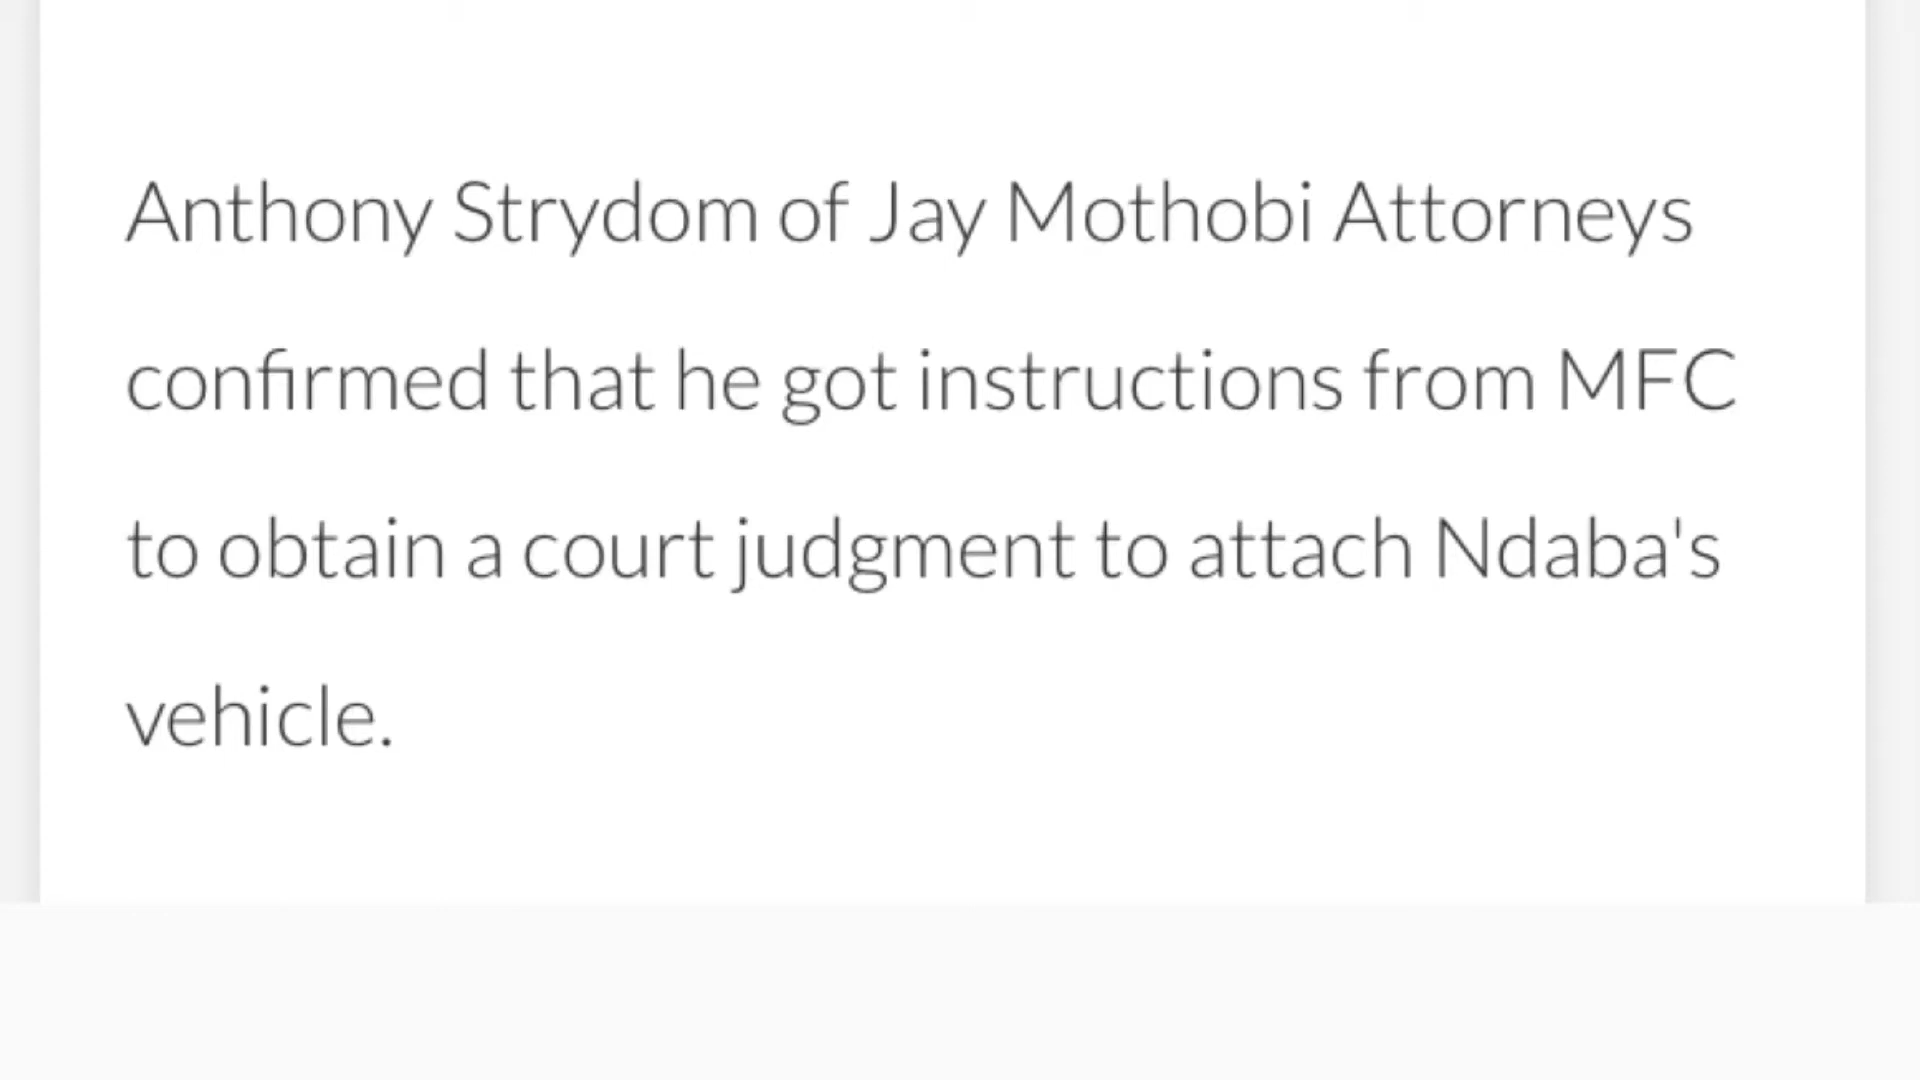 Anthony Strydom of Jay Mothobi Attorneys
confirmed that he got instructions from MFC
to obtain a court judgment to attach Ndaba's
vehicle.